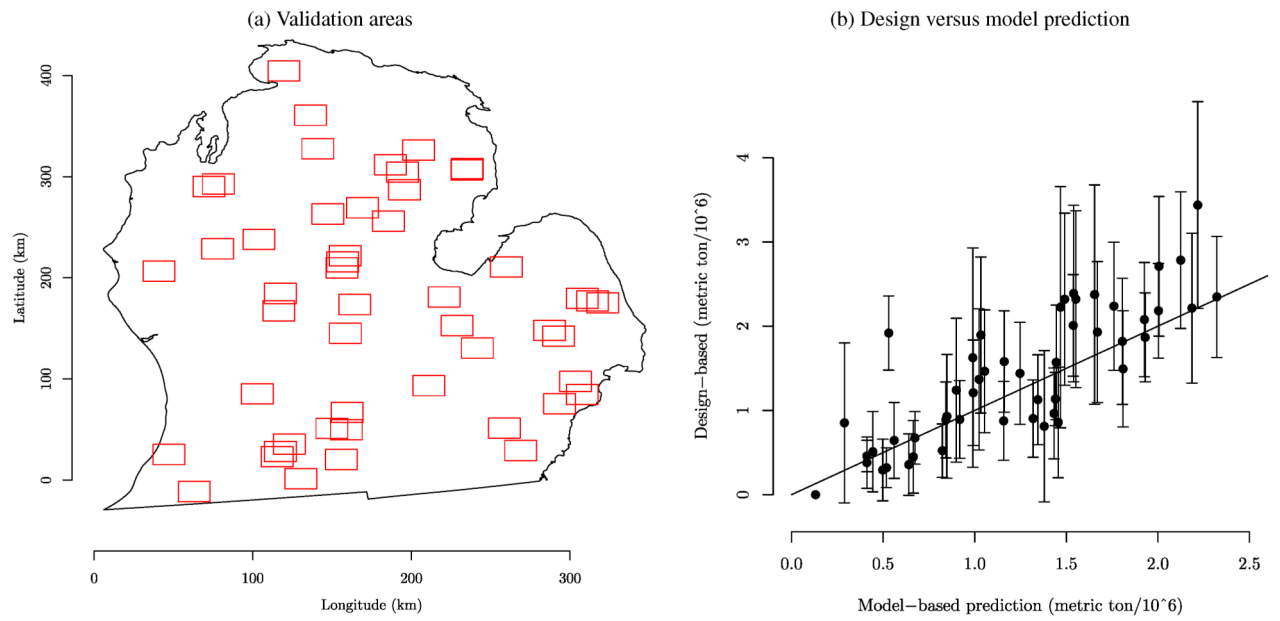 (a) Validation areas
400
300
200
100
0
Latitude (km)
0 100 200 300
Longitude (km)
(b) Design versus model prediction
4
3
2
1
0
Design−based (metric ton/10^6)
0.0 0.5 1.0 1.5 2.0 2.5
Model−based prediction (metric ton/10^6)